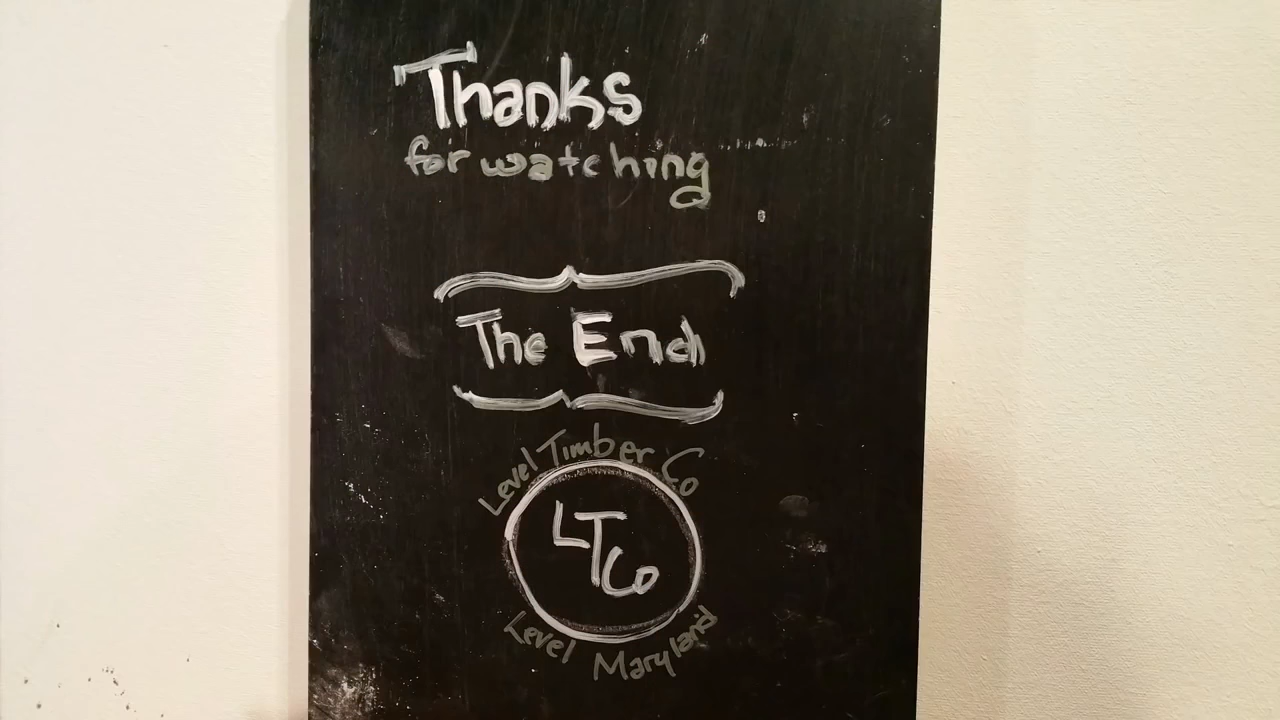 Thanks
for watching
The End
Level Timber Co
LTCo
Level Maryland